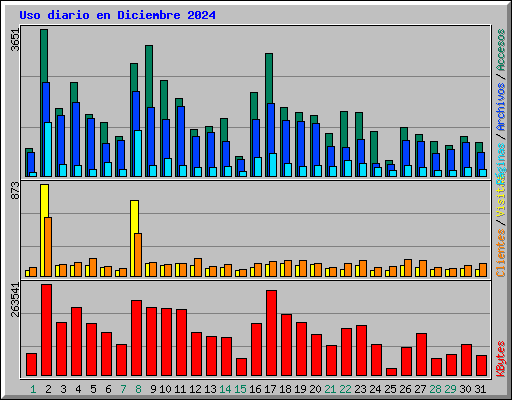 Uso diario en Diciembre 2024
3651
873
263541
Accesos
/
Archivos
/
Páginas
Visitas
/
Clientes
KBytes
1 2 3 4 5 6 7 8 9 10 11 12 13 14 15 16 17 18 19 20 21 22 23 24 25 26 27 28 29 30 31